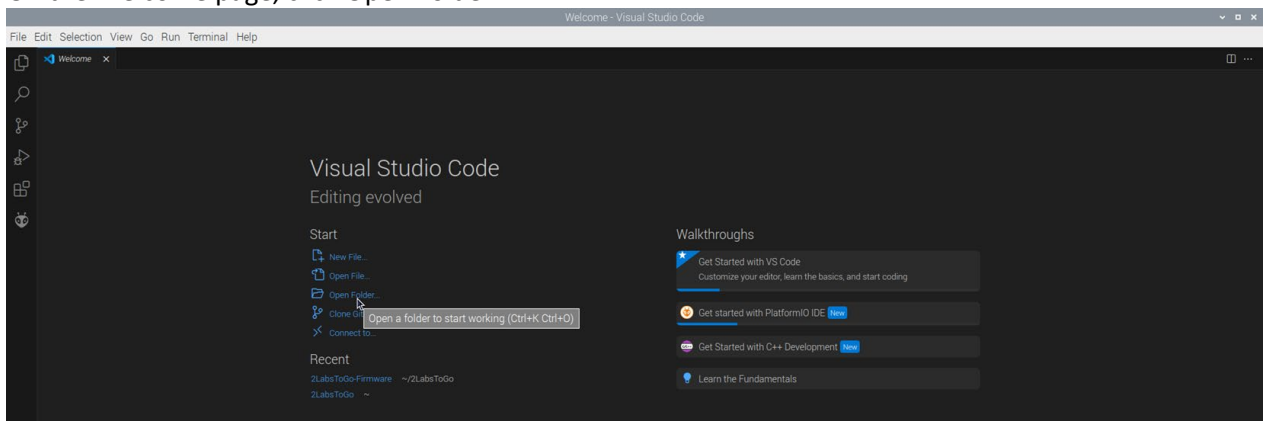 Welcome - Visual Studio Code
File Edit Selection View Go Run Terminal Help
Welcome
Visual Studio Code
Editing evolved
Start
New File...
Open File...
Open Folder...
Clone Git
Open a folder to start working (Ctrl+K Ctrl+O)
Connect to...
Recent
2LabsToGo-Firmware ~/2LabsToGo
2LabsToGo ~
Walkthroughs
Get Started with VS Code
Customize your editor, learn the basics, and start coding
Get started with PlatformIO IDE New
Get Started with C++ Development New
Learn the Fundamentals